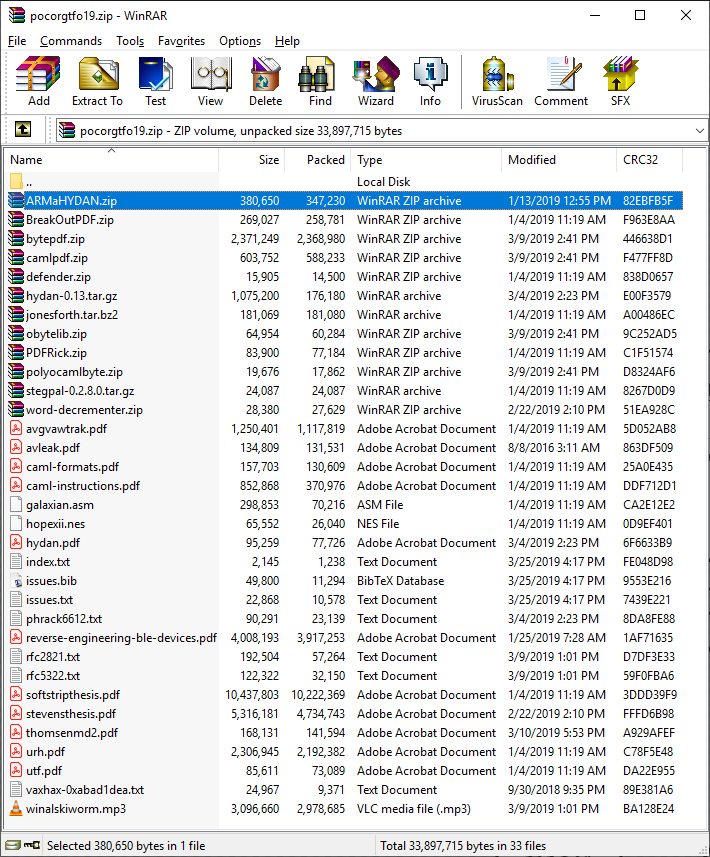 pocorgtfo19.zip - WinRAR
File Commands Tools Favorites Options Help
Add Extract To Test View Delete Find Wizard Info VirusScan Comment SFX
pocorgtfo19.zip - ZIP volume, unpacked size 33,897,715 bytes
Name Size Packed Type Modified CRC32
.. Local Disk
ARMaHYDAN.zip 380,650 347,230 WinRAR ZIP archive 1/13/2019 12:55 PM 82EBFB5F
BreakOutPDF.zip 269,027 258,781 WinRAR ZIP archive 1/4/2019 11:19 AM F963E8AA
bytepdf.zip 2,371,249 2,368,980 WinRAR ZIP archive 3/9/2019 2:41 PM 446638D1
camlpdf.zip 603,752 588,233 WinRAR ZIP archive 3/9/2019 2:41 PM F477FF8D
defender.zip 15,905 14,500 WinRAR ZIP archive 1/4/2019 11:19 AM 838D0657
hydan-0.13.tar.gz 1,075,200 176,180 WinRAR archive 3/4/2019 2:23 PM E00F3579
jonesforth.tar.bz2 181,069 181,080 WinRAR archive 1/4/2019 11:19 AM A00486EC
obytelib.zip 64,954 60,284 WinRAR ZIP archive 3/9/2019 2:41 PM 9C252AD5
PDFRick.zip 83,900 77,184 WinRAR ZIP archive 1/4/2019 11:19 AM C1F51574
polyocamlbyte.zip 19,676 17,862 WinRAR ZIP archive 3/9/2019 2:41 PM D8324AF6
stegpal-0.2.8.0.tar.gz 24,087 24,087 WinRAR archive 1/4/2019 11:19 AM 8267D0D9
word-decrementer.zip 28,380 27,629 WinRAR ZIP archive 2/22/2019 2:10 PM 51EA928C
avgvawtrak.pdf 1,250,401 1,117,819 Adobe Acrobat Document 1/4/2019 11:19 AM 5D052AB8
avleak.pdf 134,809 131,531 Adobe Acrobat Document 8/8/2016 3:11 AM 863DF509
caml-formats.pdf 157,703 130,609 Adobe Acrobat Document 1/4/2019 11:19 AM 25A0E435
caml-instructions.pdf 852,868 370,976 Adobe Acrobat Document 1/4/2019 11:19 AM DDF712D1
galaxian.asm 298,853 70,216 ASM File 1/4/2019 11:19 AM CA2E12E2
hopexii.nes 65,552 26,040 NES File 1/4/2019 11:19 AM 0D9EF401
hydan.pdf 95,259 77,726 Adobe Acrobat Document 3/4/2019 2:23 PM 6F6633B9
index.txt 2,145 1,238 Text Document 3/25/2019 4:17 PM FE048D98
issues.bib 49,800 11,294 BibTeX Database 3/25/2019 4:17 PM 9553E216
issues.txt 22,868 10,578 Text Document 3/25/2019 4:17 PM 7439E221
phrack6612.txt 90,291 23,139 Text Document 3/4/2019 2:23 PM 8DA8FE88
reverse-engineering-ble-devices.pdf 4,008,193 3,917,253 Adobe Acrobat Document 1/25/2019 7:28 AM 1AF71635
rfc2821.txt 192,504 57,264 Text Document 3/9/2019 1:01 PM D7DF3E33
rfc5322.txt 122,322 32,150 Text Document 3/9/2019 1:01 PM 59F0FBA6
softstripthesis.pdf 10,437,803 10,222,369 Adobe Acrobat Document 1/4/2019 11:19 AM 3DDD39F9
stevensthesis.pdf 5,316,181 4,734,743 Adobe Acrobat Document 2/22/2019 2:10 PM FFFD6B98
thomsenmd2.pdf 168,131 141,594 Adobe Acrobat Document 3/10/2019 5:53 PM A929AFEF
urh.pdf 2,306,945 2,192,382 Adobe Acrobat Document 1/4/2019 11:19 AM C78F5E48
utf.pdf 85,611 73,089 Adobe Acrobat Document 1/4/2019 11:19 AM DA22E955
vaxhax-0xabad1dea.txt 24,967 9,371 Text Document 9/30/2018 9:35 PM 89E381A6
winalskiworm.mp3 3,096,660 2,978,685 VLC media file (.mp3) 3/9/2019 1:01 PM BA128E24
Selected 380,650 bytes in 1 file Total 33,897,715 bytes in 33 files